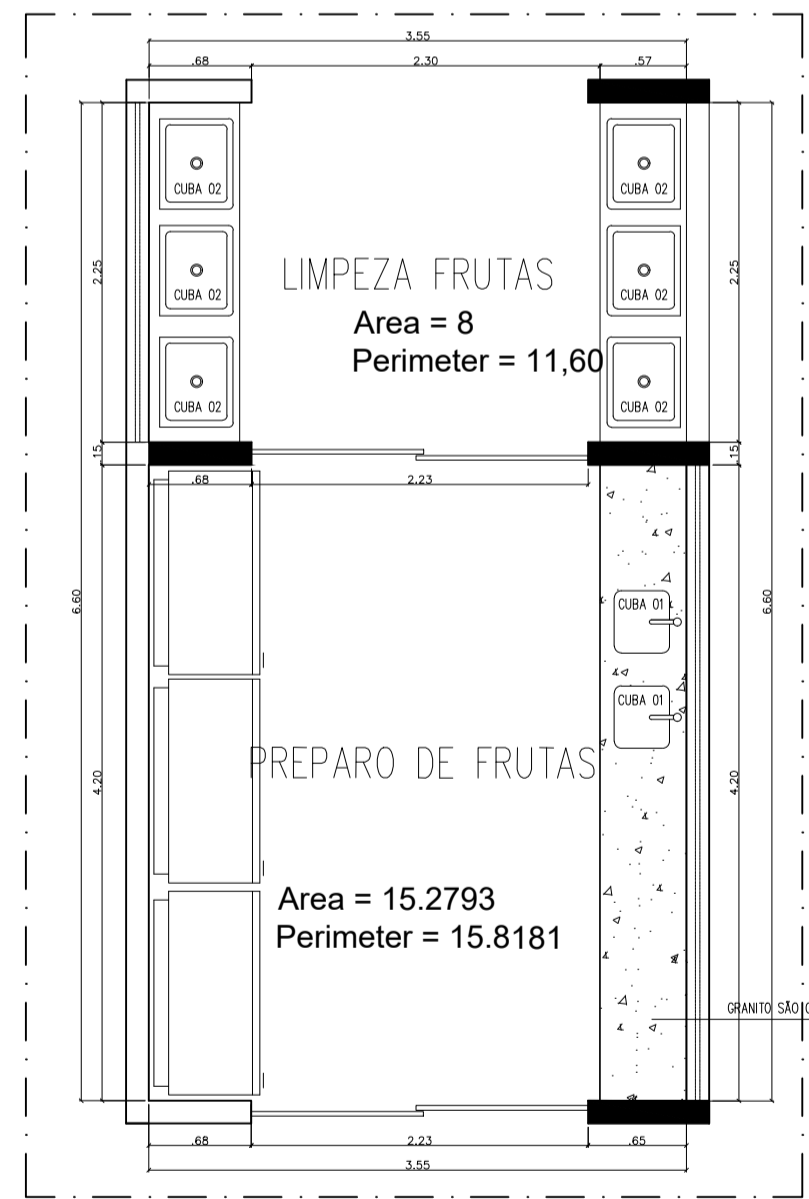 3.55
.68 2.30 .57
CUBA 02 CUBA 02
2.25 2.25
CUBA 02 CUBA 02
LIMPEZA FRUTAS
Area = 8
Perimeter = 11,60
CUBA 02 CUBA 02
.15 .15
.68 2.23
6.60 6.60
CUBA 01
CUBA 01
PREPARO DE FRUTAS
4.20 4.20
Area = 15.2793
Perimeter = 15.8181
GRANITO SÃO
.68 2.23 .65
3.55